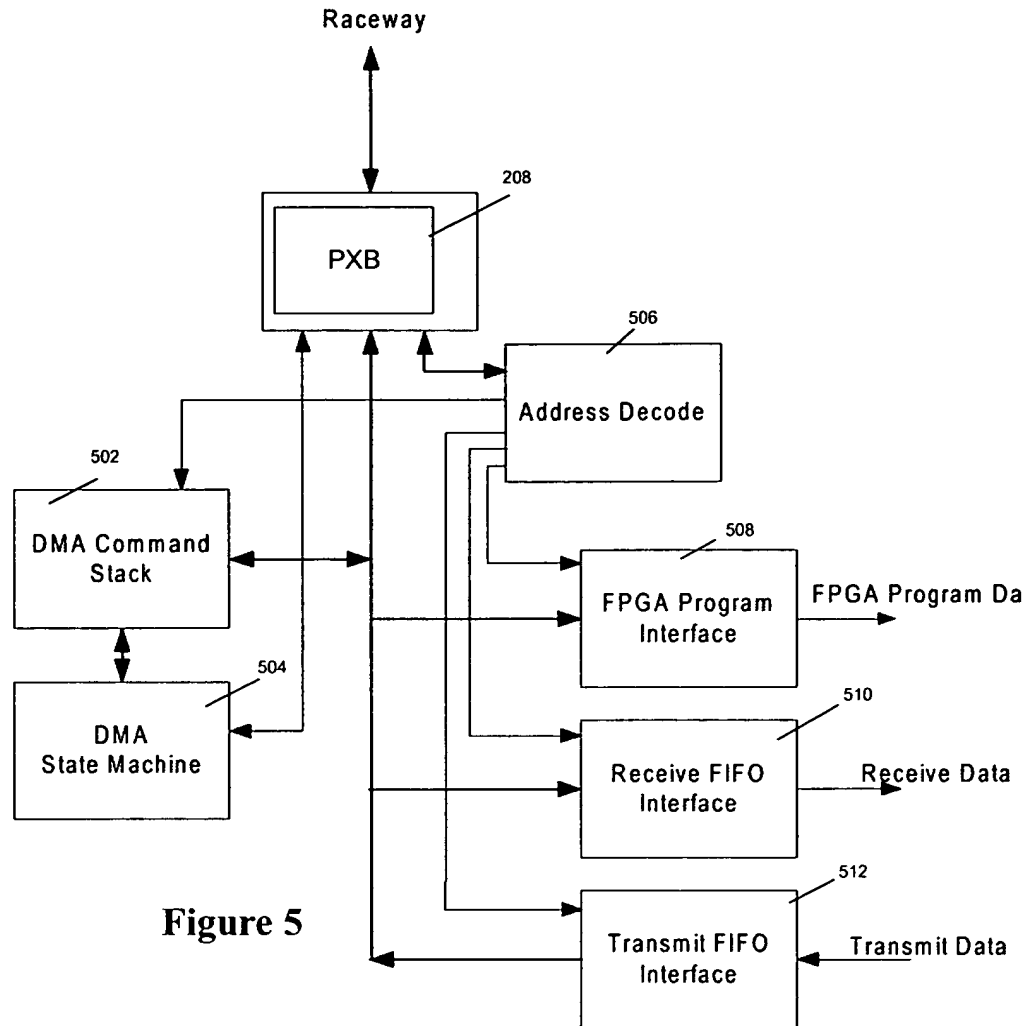 Raceway
208
PXB
506
Address Decode
502
DMA Command
Stack
508
FPGA Program
Interface
FPGA Program Da
504
DMA
State Machine
510
Receive FIFO
Interface
Receive Data
512
Transmit FIFO
Interface
Transmit Data
Figure 5